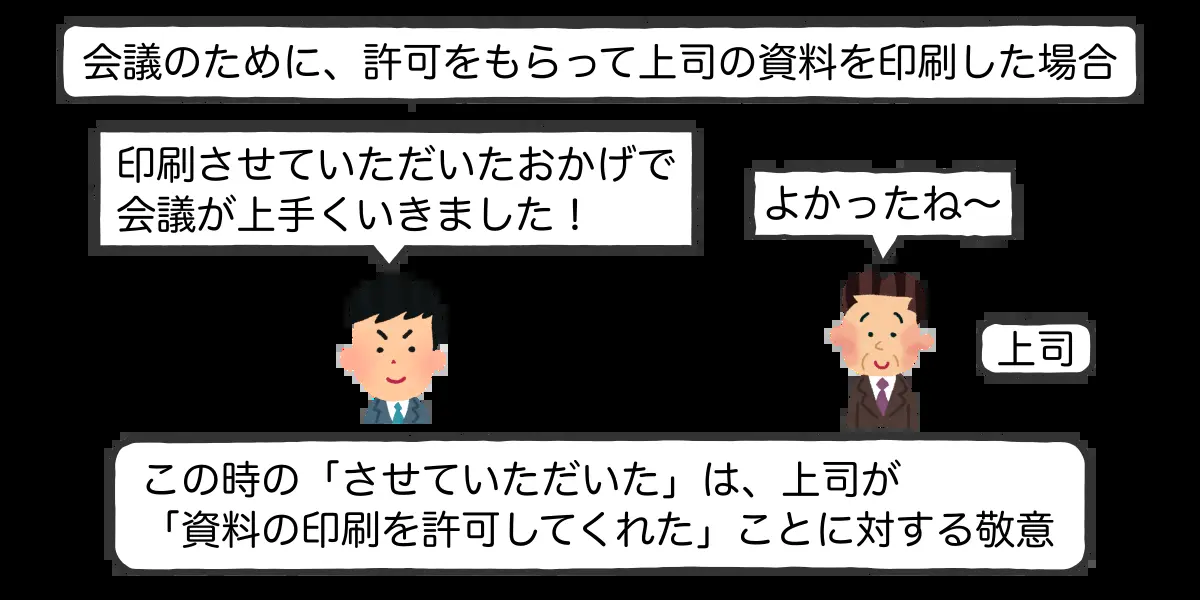 会議のために、許可をもらって上司の資料を印刷した場合
印刷させていただいたおかげで
会議が上手くいきました！
よかったね～
上司
この時の「させていただいた」は、上司が
「資料の印刷を許可してくれた」ことに対する敬意